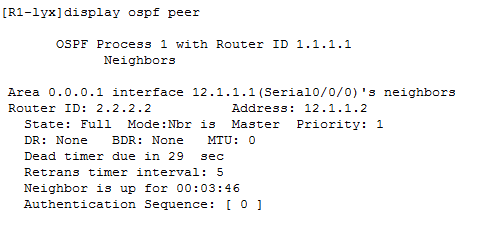 [R1-lyx]display ospf peer
OSPF Process 1 with Router ID 1.1.1.1
Neighbors
Area 0.0.0.1 interface 12.1.1.1(Serial0/0/0)'s neighbors
Router ID: 2.2.2.2 Address: 12.1.1.2
State: Full Mode:Nbr is Master Priority: 1
DR: None BDR: None MTU: 0
Dead timer due in 29 sec
Retrans timer interval: 5
Neighbor is up for 00:03:46
Authentication Sequence: [ 0 ]